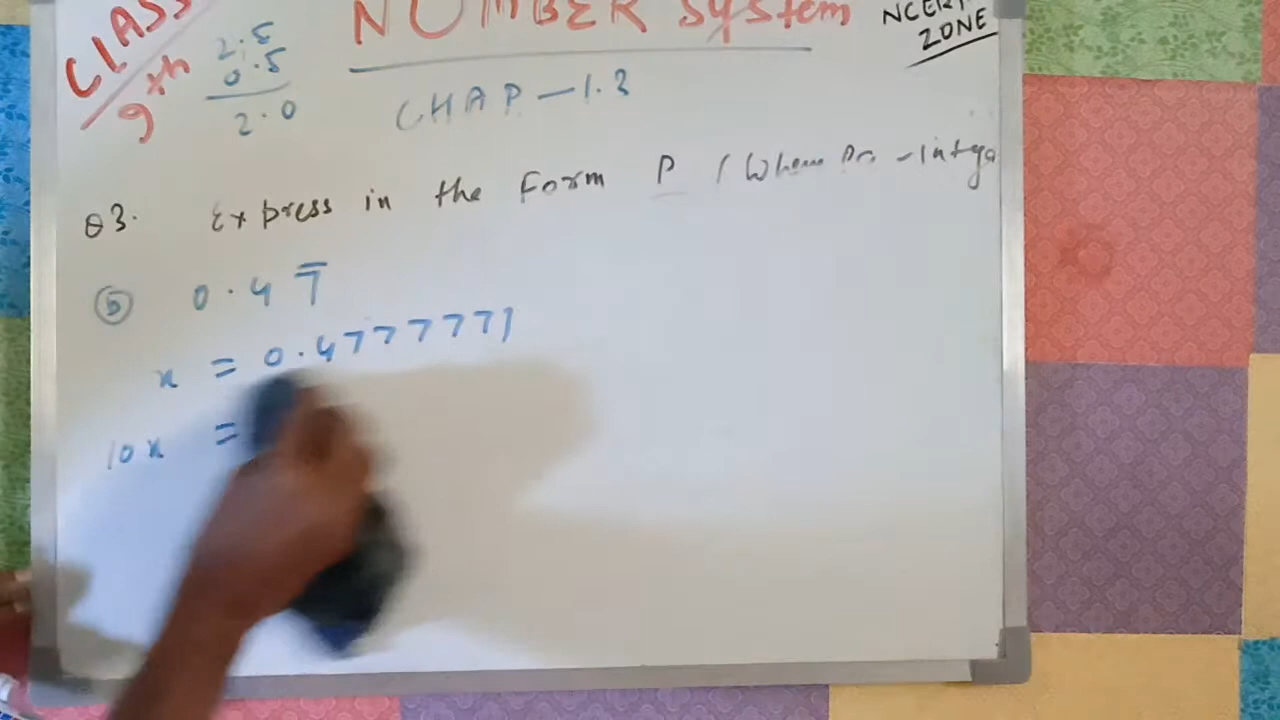 CLASS
9th
NUMBER System
NCERT
ZONE
2.5
0.5
2.0
CHAP - 1.3
Q3. Express in the Form P
(5) 0.47̅
x = 0.4777777
10x =